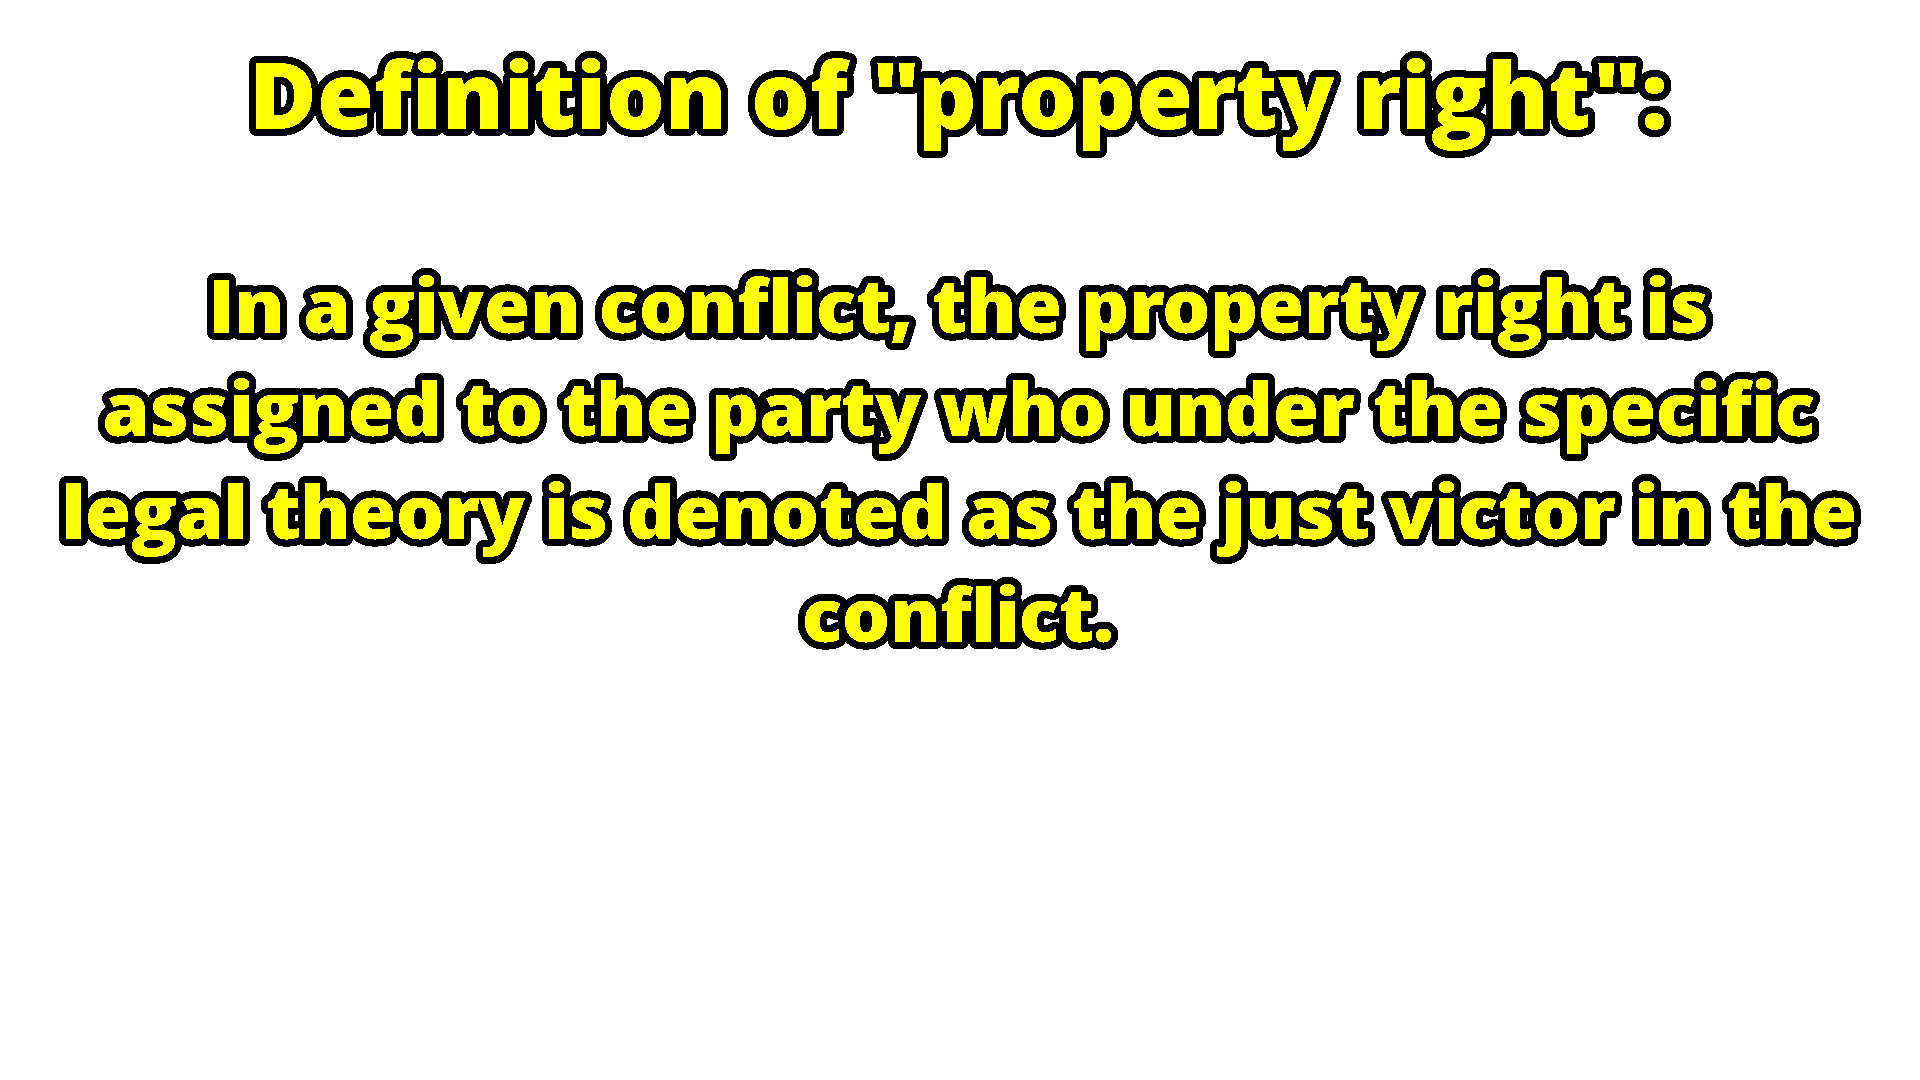 Definition of "property right":
In a given conflict, the property right is
assigned to the party who under the specific
legal theory is denoted as the just victor in the
conflict.